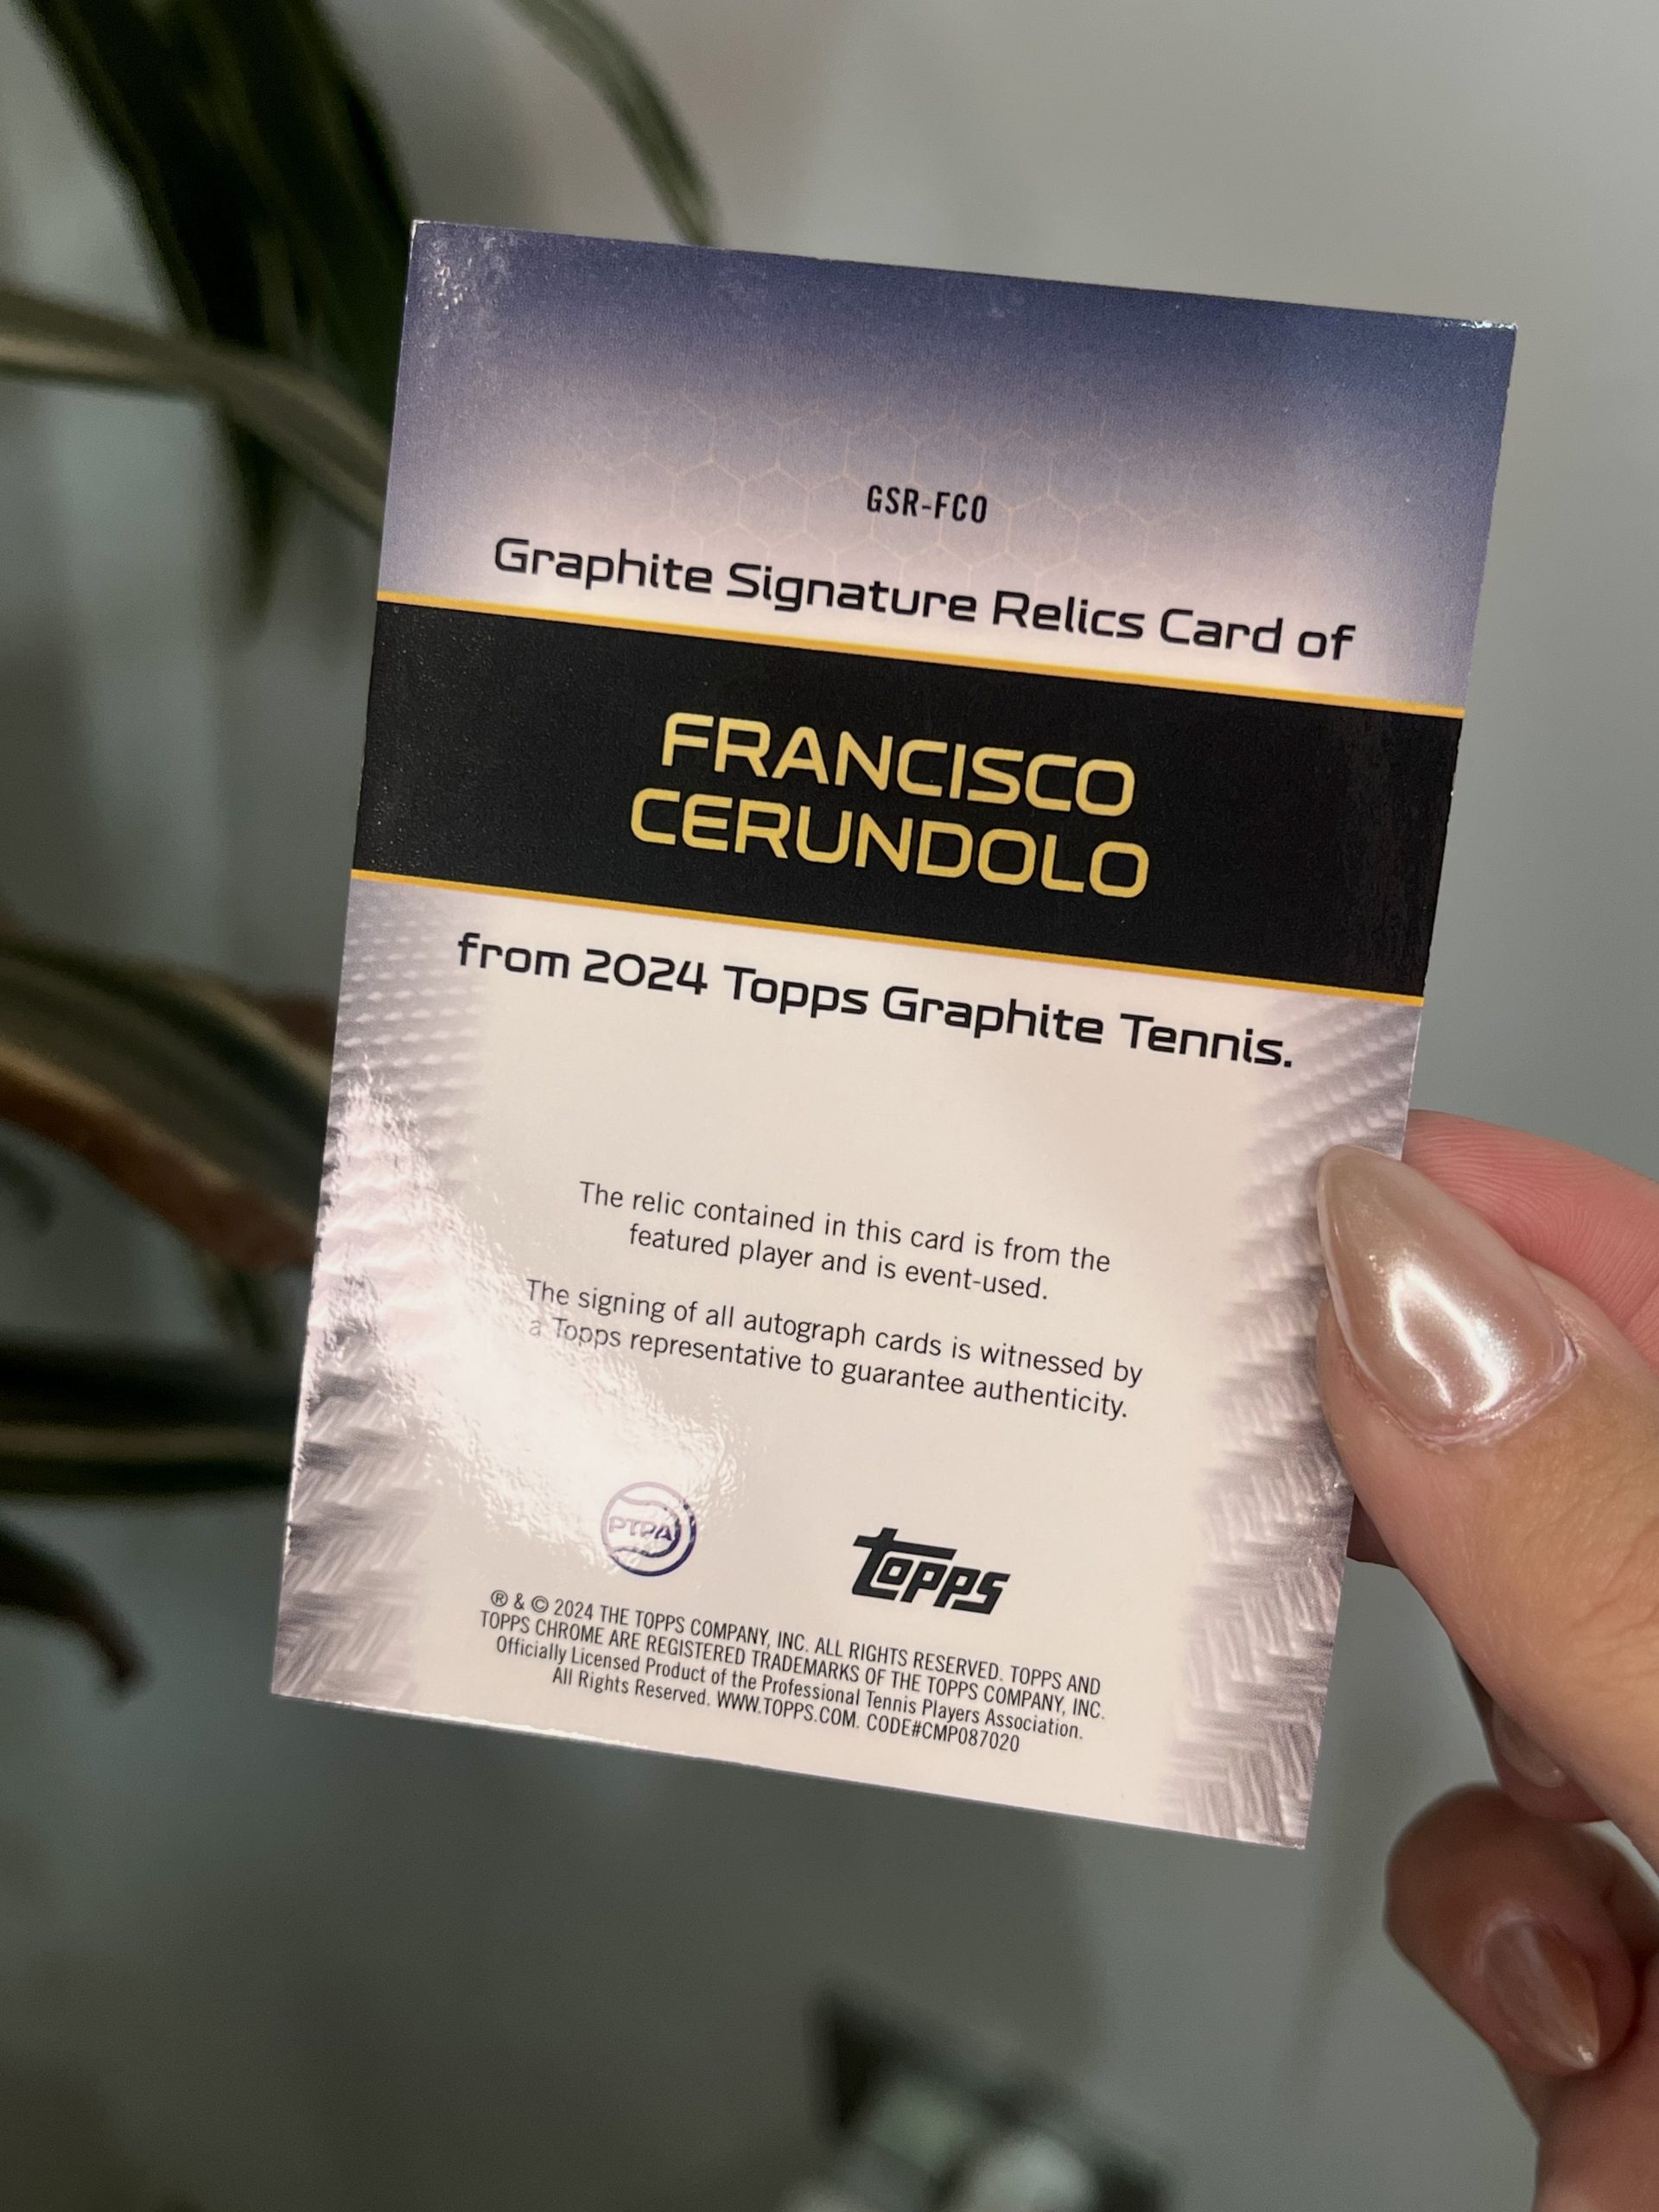 GSR-FCO
Graphite Signature Relics Card of
FRANCISCO
CERUNDOLO
from 2024 Topps Graphite Tennis.
The relic contained in this card is from the
featured player and is event-used.
The signing of all autograph cards is witnessed by
a Topps representative to guarantee authenticity.
PTPA
topps
® & © 2024 THE TOPPS COMPANY, INC. ALL RIGHTS RESERVED. TOPPS AND
TOPPS CHROME ARE REGISTERED TRADEMARKS OF THE TOPPS COMPANY, INC.
Officially Licensed Product of the Professional Tennis Players Association.
All Rights Reserved. WWW.TOPPS.COM. CODE#CMP087020